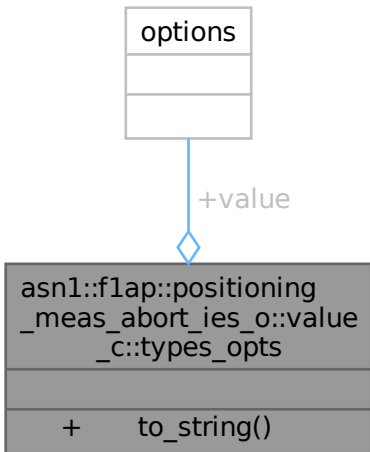 options
+value
asn1::f1ap::positioning
_meas_abort_ies_o::value
_c::types_opts
+ to_string()